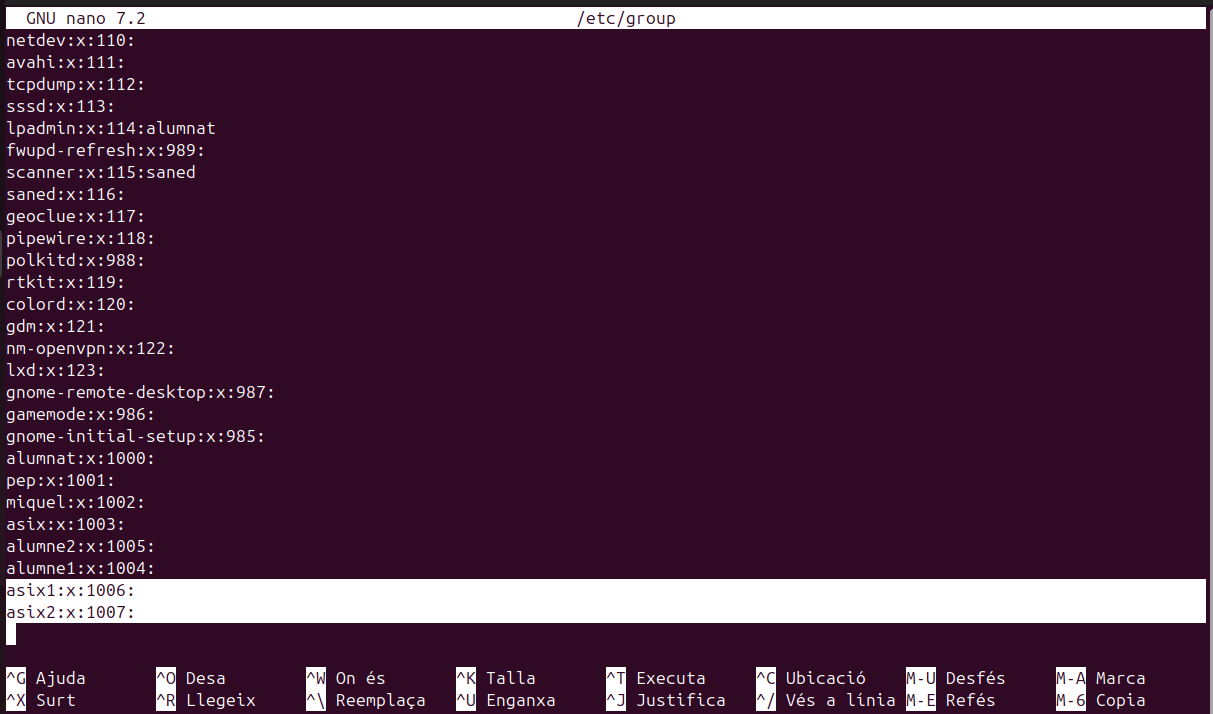 GNU nano 7.2 /etc/group
netdev:x:110:
avahi:x:111:
tcpdump:x:112:
sssd:x:113:
lpadmin:x:114:alumnat
fwupd-refresh:x:989:
scanner:x:115:saned
saned:x:116:
geoclue:x:117:
pipewire:x:118:
polkitd:x:988:
rtkit:x:119:
colord:x:120:
gdm:x:121:
nm-openvpn:x:122:
lxd:x:123:
gnome-remote-desktop:x:987:
gamemode:x:986:
gnome-initial-setup:x:985:
alumnat:x:1000:
pep:x:1001:
miquel:x:1002:
asix:x:1003:
alumne2:x:1005:
alumne1:x:1004:
asix1:x:1006:
asix2:x:1007:
^G Ajuda ^O Desa ^W On és ^K Talla ^T Executa ^C Ubicació M-U Desfés M-A Marca
^X Surt ^R Llegeix ^\ Reemplaça ^U Enganxa ^J Justifica ^/ Vés a línia M-E Refés M-6 Copia